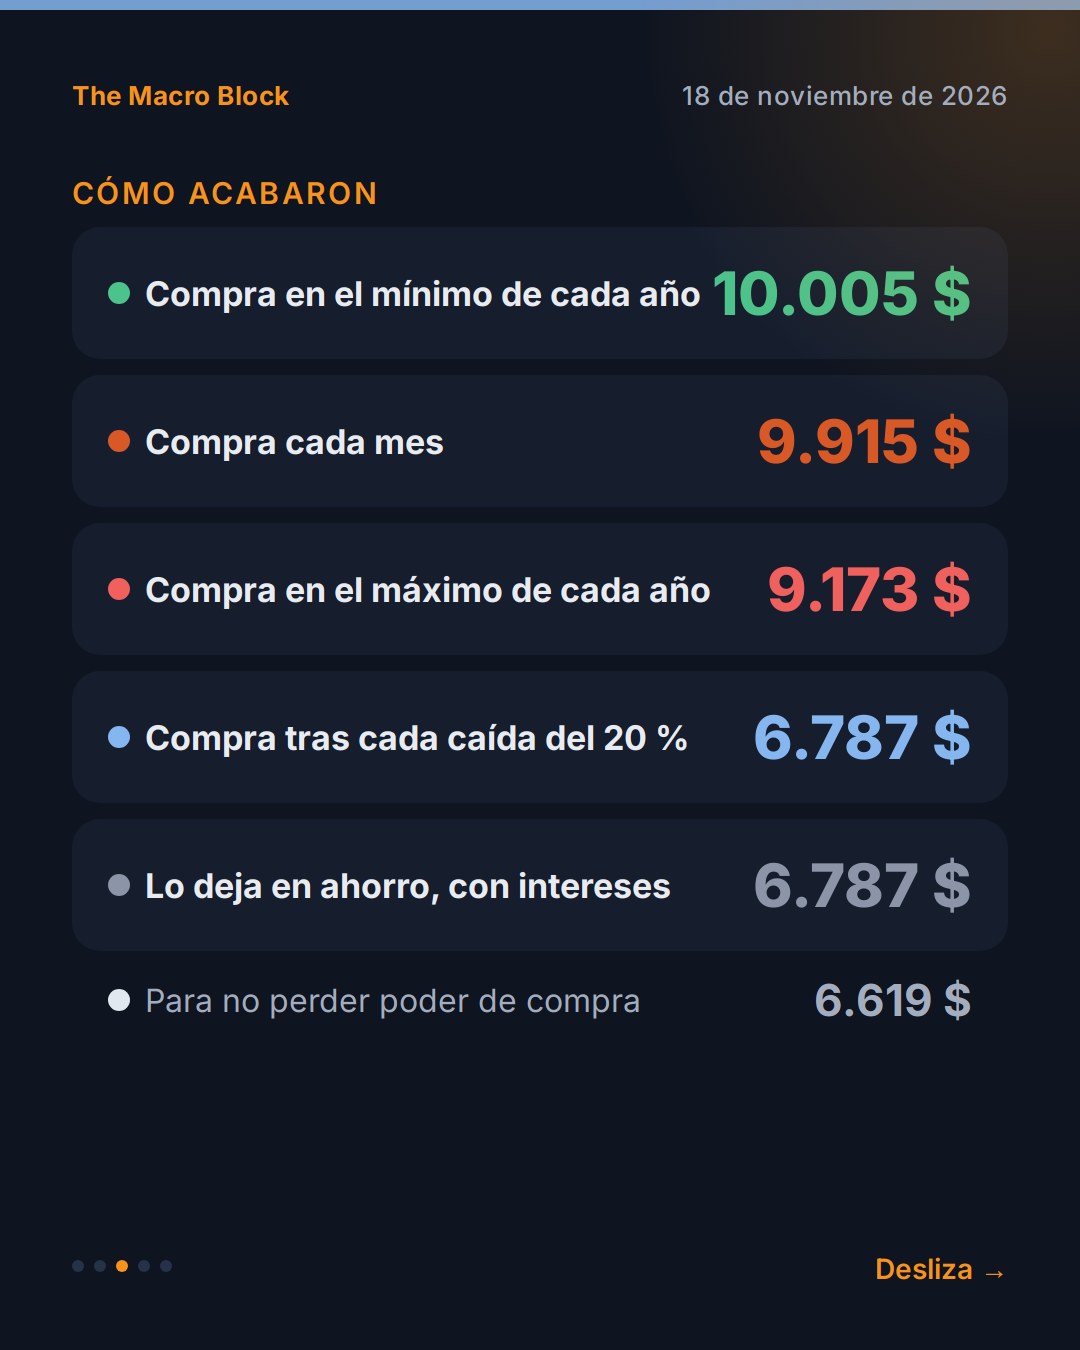 The Macro Block
18 de noviembre de 2026
CÓMO ACABARON
Compra en el mínimo de cada año 10.005 $
Compra cada mes 9.915 $
Compra en el máximo de cada año 9.173 $
Compra tras cada caída del 20 % 6.787 $
Lo deja en ahorro, con intereses 6.787 $
Para no perder poder de compra 6.619 $
Desliza →